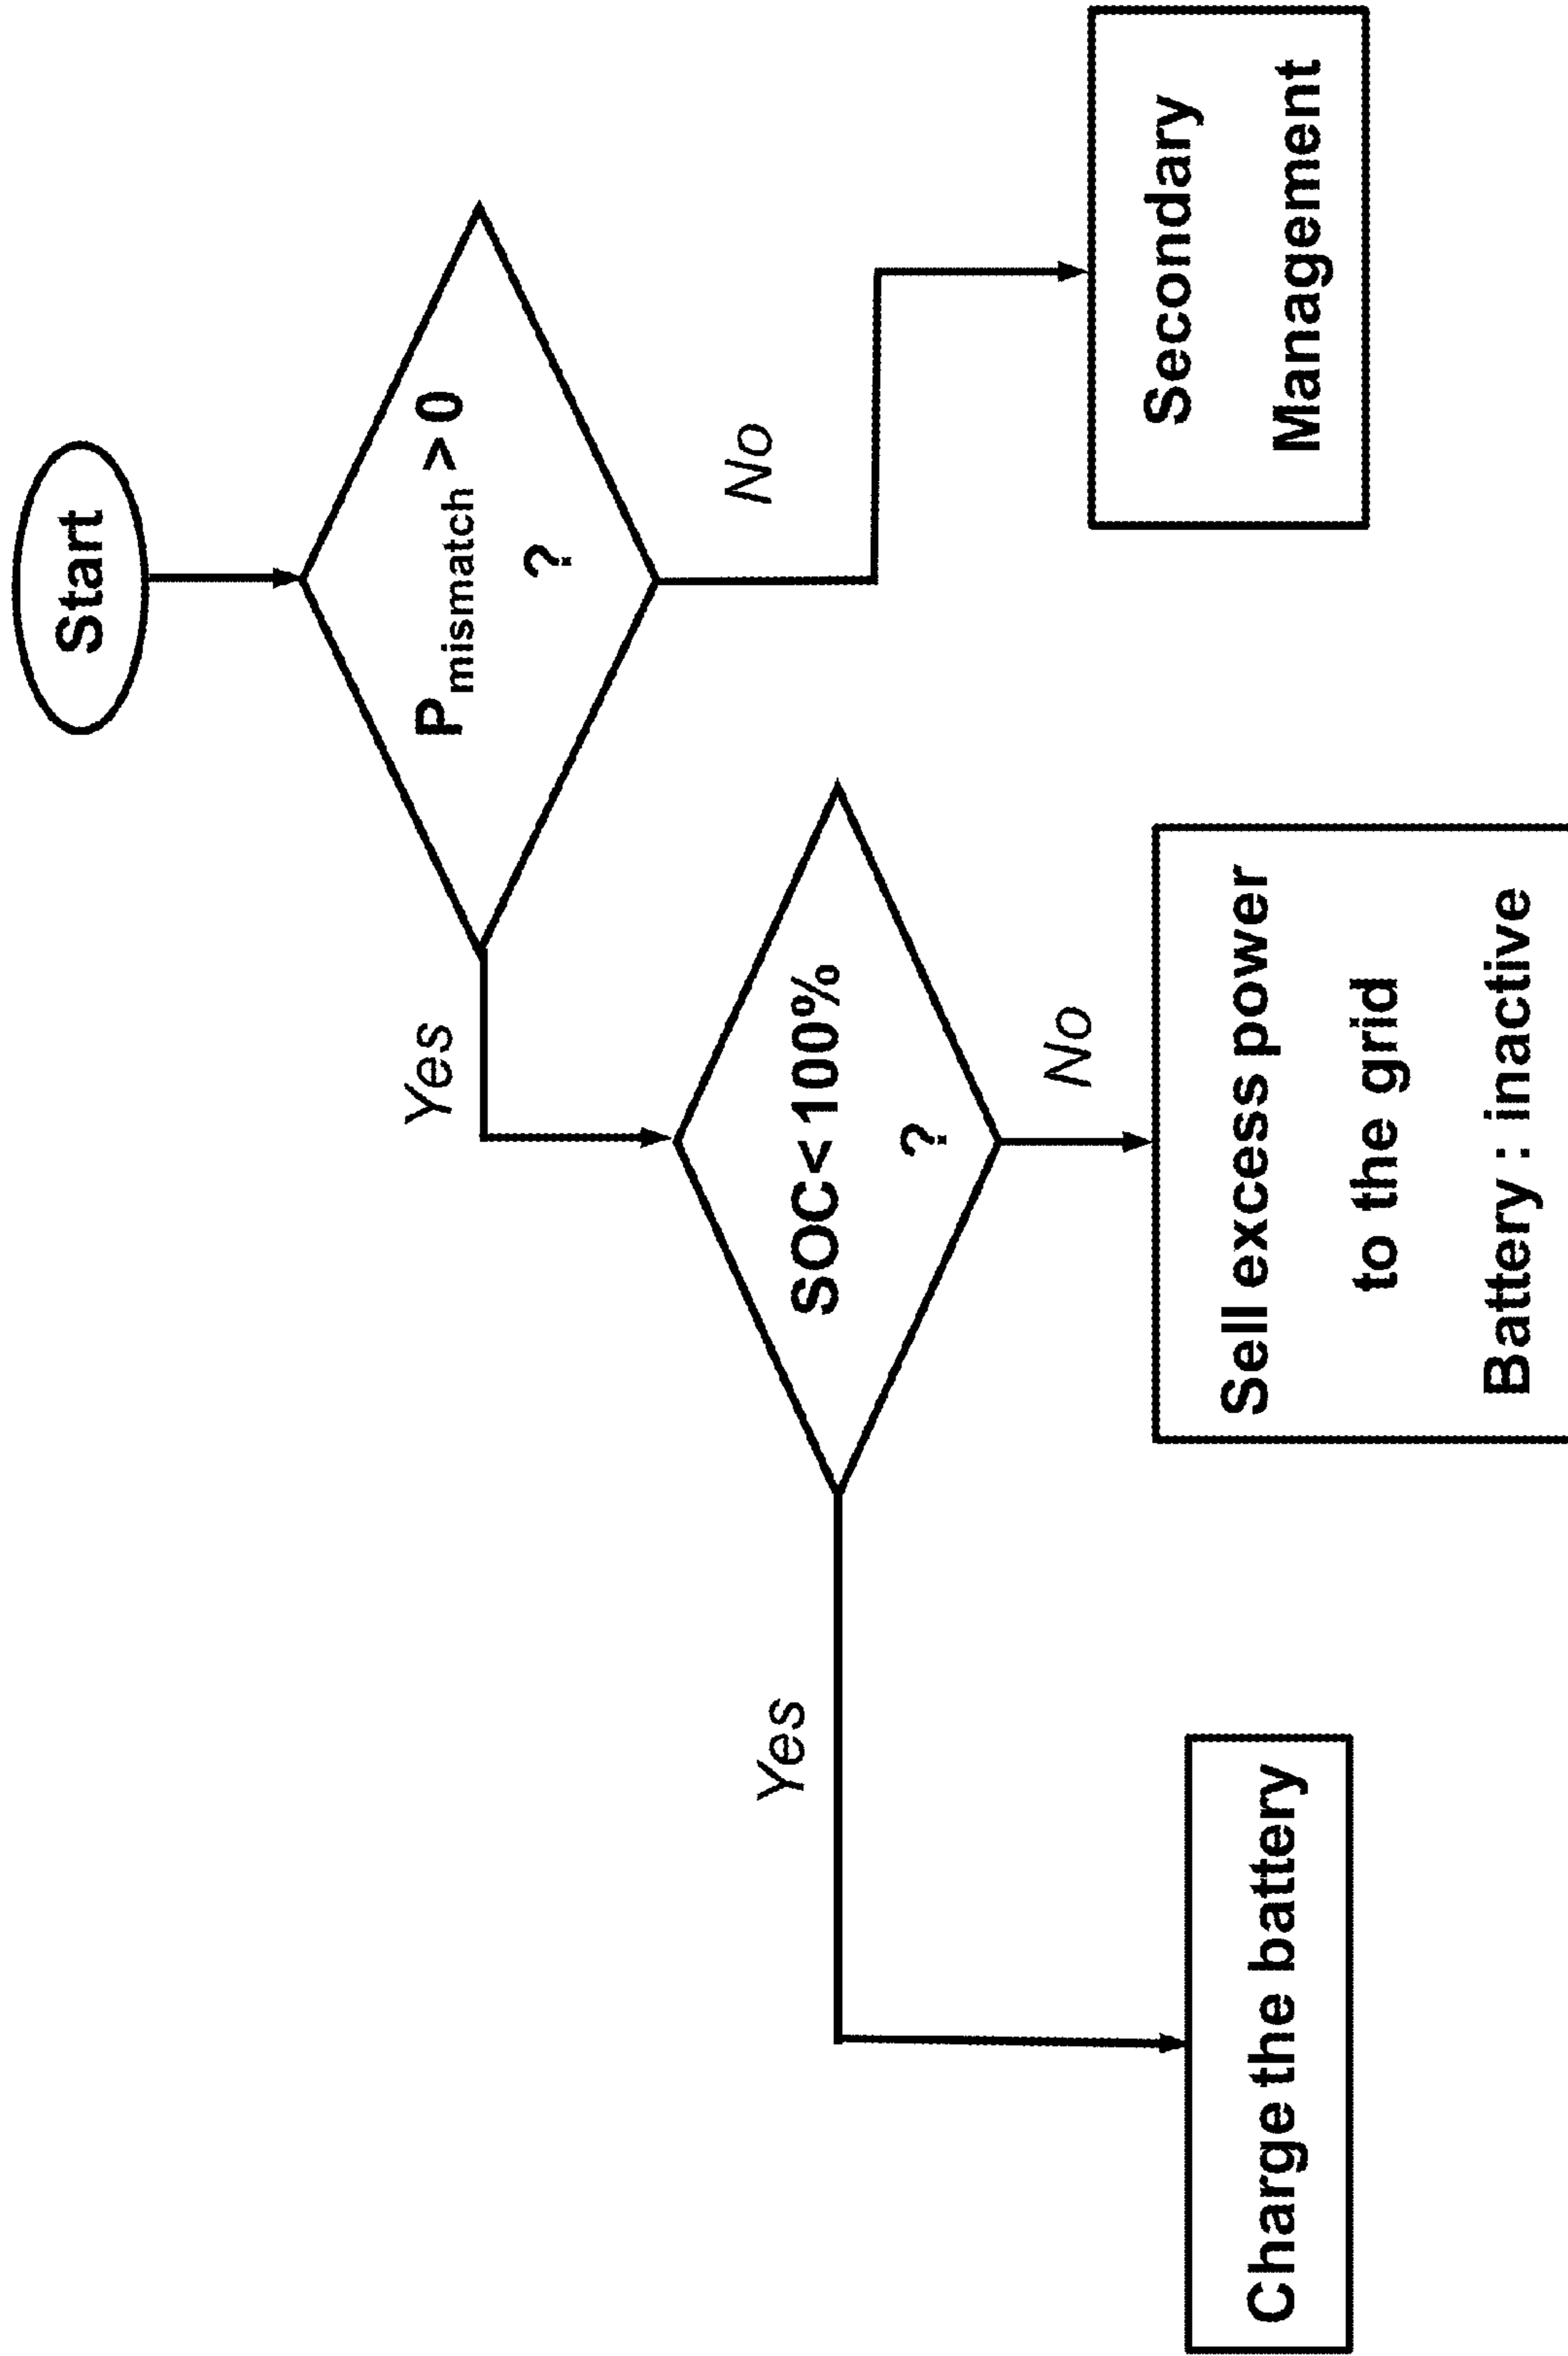 Start
P_mismatch > 0
?
Yes
No
SOC< 100%
?
Yes
No
Charge the battery
Sell excess power
to the grid
Battery : inactive
Secondary
Management